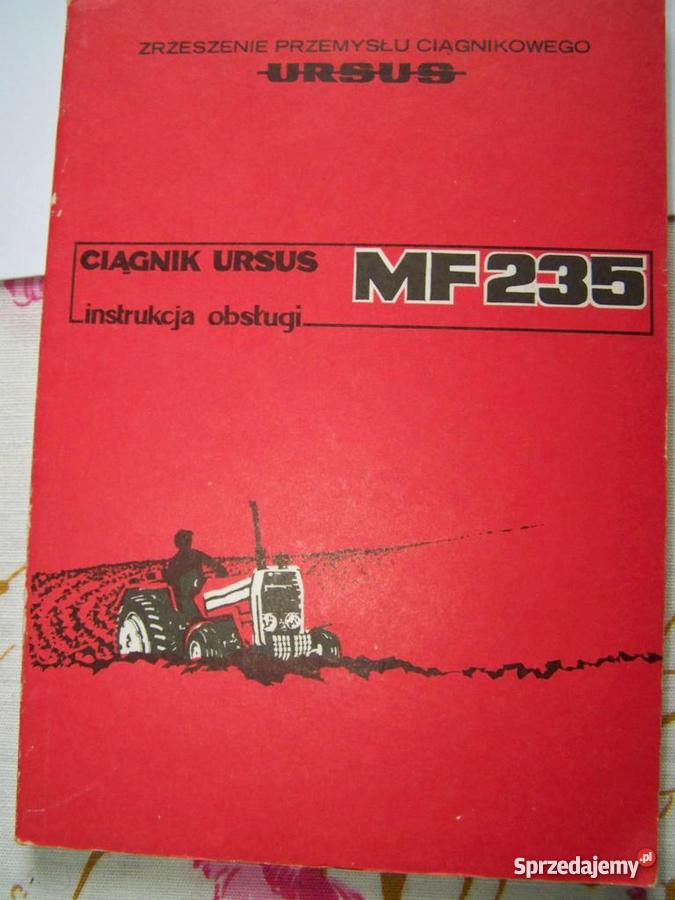 ZRZESZENIE PRZEMYSŁU CIĄGNIKOWEGO
URSUS
CIĄGNIK URSUS MF 235
instrukcja obsługi
Sprzedajemy.pl